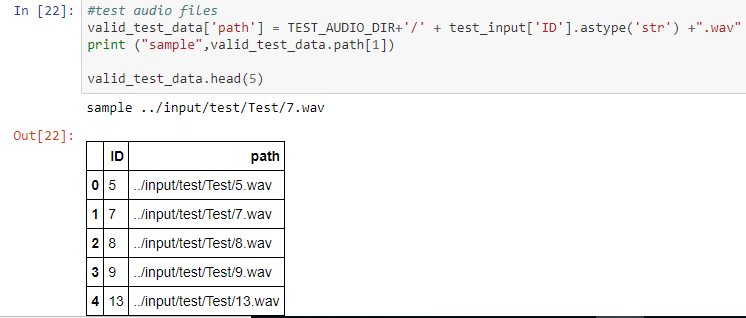 In [22]: #test audio files
valid_test_data['path'] = TEST_AUDIO_DIR+'/' + test_input['ID'].astype('str') +".wav"
print ("sample",valid_test_data.path[1])
valid_test_data.head(5)
sample ../input/test/Test/7.wav
Out[22]:
ID path
0 5 ../input/test/Test/5.wav
1 7 ../input/test/Test/7.wav
2 8 ../input/test/Test/8.wav
3 9 ../input/test/Test/9.wav
4 13 ../input/test/Test/13.wav